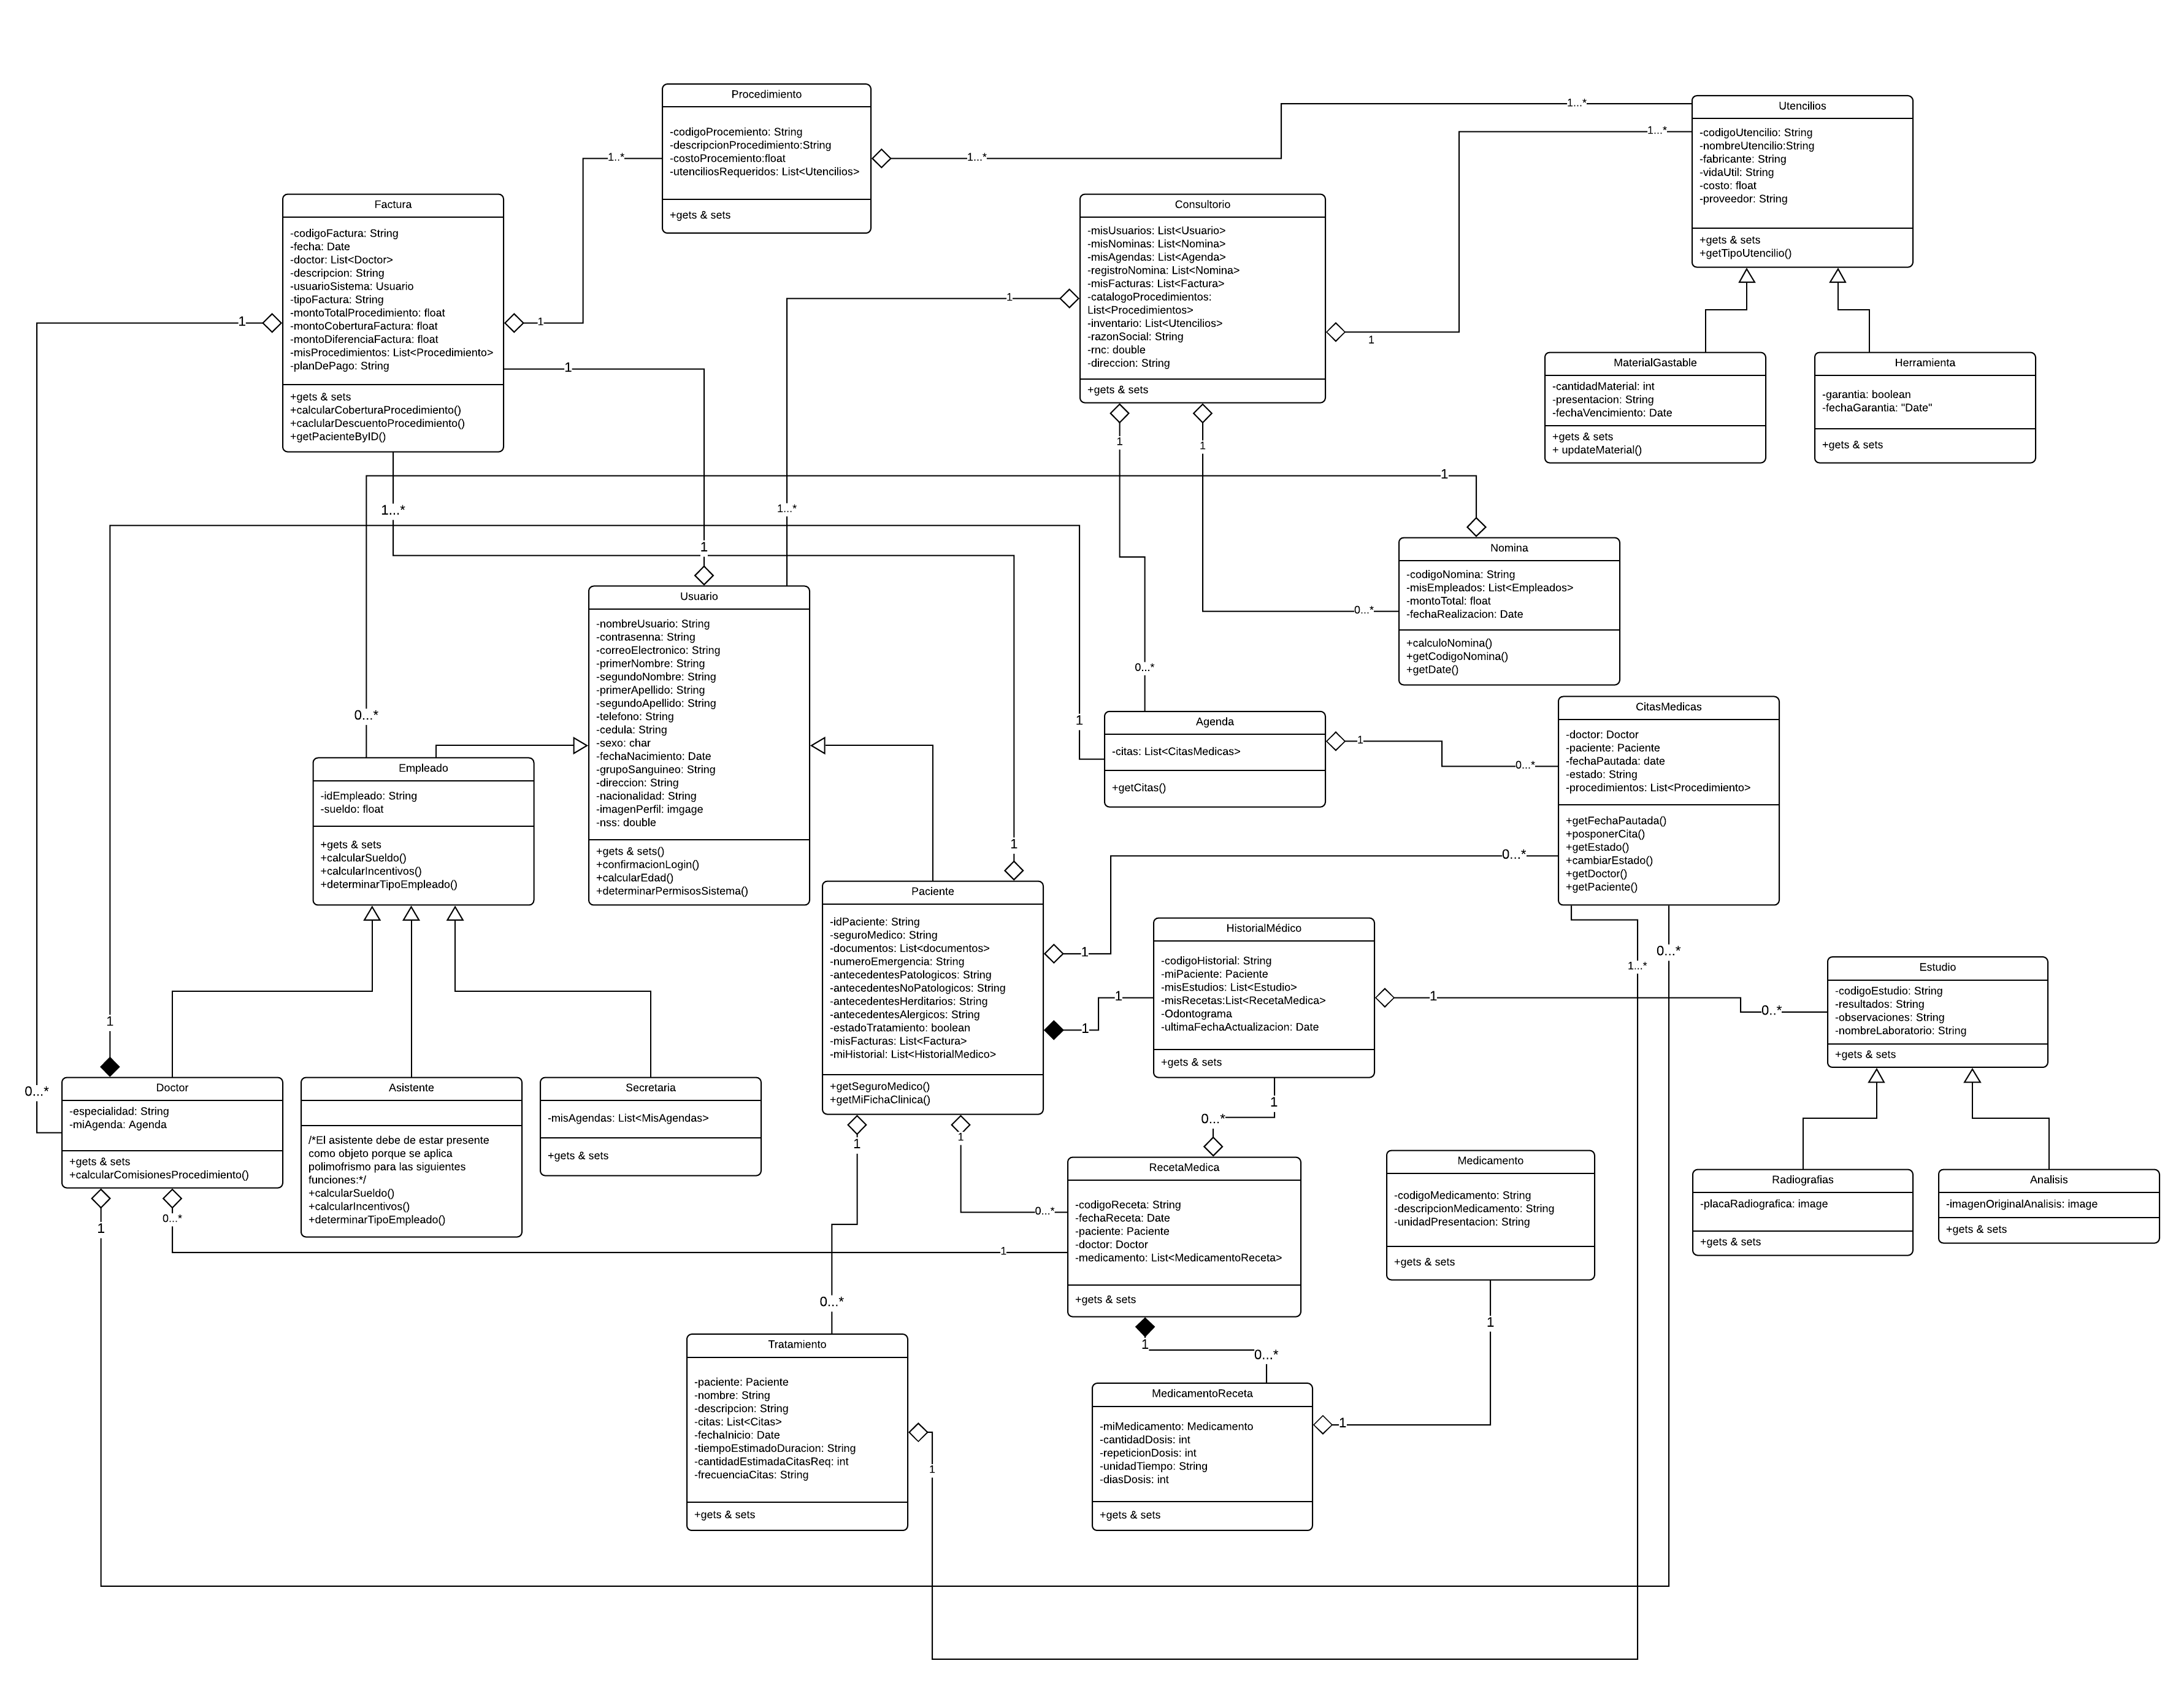 Procedimiento
-codigoProcemiento: String
-descripcionProcedimiento:String
-costoProcemiento:float
-utenciliosRequeridos: List<Utencilios>
+gets & sets
1..*
1...*
1...*
Utencilios
-codigoUtencilio: String
-nombreUtencilio:String
-fabricante: String
-vidaUtil: String
-costo: float
-proveedor: String
+gets & sets
+getTipoUtencilio()
1...*
Factura
-codigoFactura: String
-fecha: Date
-doctor: List<Doctor>
-descripcion: String
-usuarioSistema: Usuario
-tipoFactura: String
-montoTotalProcedimiento: float
-montoCoberturaFactura: float
-montoDiferenciaFactura: float
-misProcedimientos: List<Procedimiento>
-planDePago: String
+gets & sets
+calcularCoberturaProcedimiento()
+caclularDescuentoProcedimiento()
+getPacienteByID()
1
1
1
1...*
Consultorio
-misUsuarios: List<Usuario>
-misNominas: List<Nomina>
-misAgendas: List<Agenda>
-registroNomina: List<Nomina>
-misFacturas: List<Factura>
-catalogoProcedimientos:
List<Procedimientos>
-inventario: List<Utencilios>
-razonSocial: String
-rnc: double
-direccion: String
+gets & sets
1
1
1
1
MaterialGastable
-cantidadMaterial: int
-presentacion: String
-fechaVencimiento: Date
+gets & sets
+ updateMaterial()
Herramienta
-garantia: boolean
-fechaGarantia: "Date"
+gets & sets
1
1...*
1
Nomina
-codigoNomina: String
-misEmpleados: List<Empleados>
-montoTotal: float
-fechaRealizacion: Date
+calculoNomina()
+getCodigoNomina()
+getDate()
0...*
0...*
Usuario
-nombreUsuario: String
-contrasenna: String
-correoElectronico: String
-primerNombre: String
-segundoNombre: String
-primerApellido: String
-segundoApellido: String
-telefono: String
-cedula: String
-sexo: char
-fechaNacimiento: Date
-grupoSanguineo: String
-direccion: String
-nacionalidad: String
-imagenPerfil: imgage
-nss: double
+gets & sets()
+confirmacionLogin()
+calcularEdad()
+determinarPermisosSistema()
0...*
1
Agenda
-citas: List<CitasMedicas>
+getCitas()
1
0...*
CitasMedicas
-doctor: Doctor
-paciente: Paciente
-fechaPautada: date
-estado: String
-procedimientos: List<Procedimiento>
+getFechaPautada()
+posponerCita()
+getEstado()
+cambiarEstado()
+getDoctor()
+getPaciente()
Empleado
-idEmpleado: String
-sueldo: float
+gets & sets
+calcularSueldo()
+calcularIncentivos()
+determinarTipoEmpleado()
1
0...*
Paciente
-idPaciente: String
-seguroMedico: String
-documentos: List<documentos>
-numeroEmergencia: String
-antecedentesPatologicos: String
-antecedentesNoPatologicos: String
-antecedentesHerditarios: String
-antecedentesAlergicos: String
-estadoTratamiento: boolean
-misFacturas: List<Factura>
-miHistorial: List<HistorialMedico>
+getSeguroMedico()
+getMiFichaClinica()
1
1
1
HistorialMédico
-codigoHistorial: String
-miPaciente: Paciente
-misEstudios: List<Estudio>
-misRecetas:List<RecetaMedica>
-Odontograma
-ultimaFechaActualizacion: Date
+gets & sets
1
0..*
1...*
0...*
Estudio
-codigoEstudio: String
-resultados: String
-observaciones: String
-nombreLaboratorio: String
+gets & sets
1
0...*
Doctor
-especialidad: String
-miAgenda: Agenda
+gets & sets
+calcularComisionesProcedimiento()
Asistente
/*El asistente debe de estar presente
como objeto porque se aplica
polimofrismo para las siguientes
funciones:*/
+calcularSueldo()
+calcularIncentivos()
+determinarTipoEmpleado()
Secretaria
-misAgendas: List<MisAgendas>
+gets & sets
1
0...*
1
1
1
0...*
RecetaMedica
-codigoReceta: String
-fechaReceta: Date
-paciente: Paciente
-doctor: Doctor
-medicamento: List<MedicamentoReceta>
+gets & sets
0...*
1
Medicamento
-codigoMedicamento: String
-descripcionMedicamento: String
-unidadPresentacion: String
+gets & sets
Radiografias
-placaRadiografica: image
+gets & sets
Analisis
-imagenOriginalAnalisis: image
+gets & sets
0...*
1
1
0...*
Tratamiento
-paciente: Paciente
-nombre: String
-descripcion: String
-citas: List<Citas>
-fechaInicio: Date
-tiempoEstimadoDuracion: String
-cantidadEstimadaCitasReq: int
-frecuenciaCitas: String
+gets & sets
1
MedicamentoReceta
-miMedicamento: Medicamento
-cantidadDosis: int
-repeticionDosis: int
-unidadTiempo: String
-diasDosis: int
+gets & sets
1
1